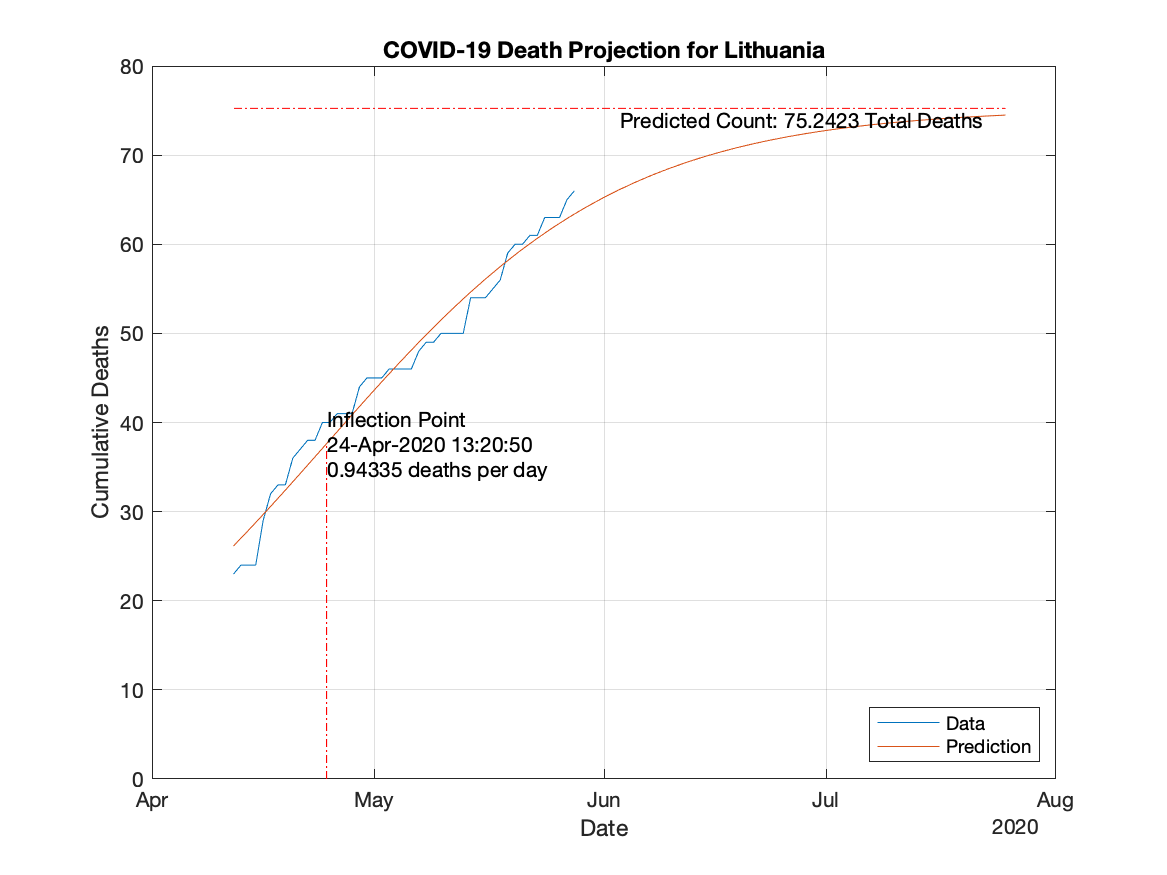 COVID-19 Death Projection for Lithuania
80
70
60
50
40
30
20
10
0
Cumulative Deaths
Predicted Count: 75.2423 Total Deaths
Inflection Point
24-Apr-2020 13:20:50
0.94335 deaths per day
Data
Prediction
Apr
May
Jun
Jul
Aug
Date
2020